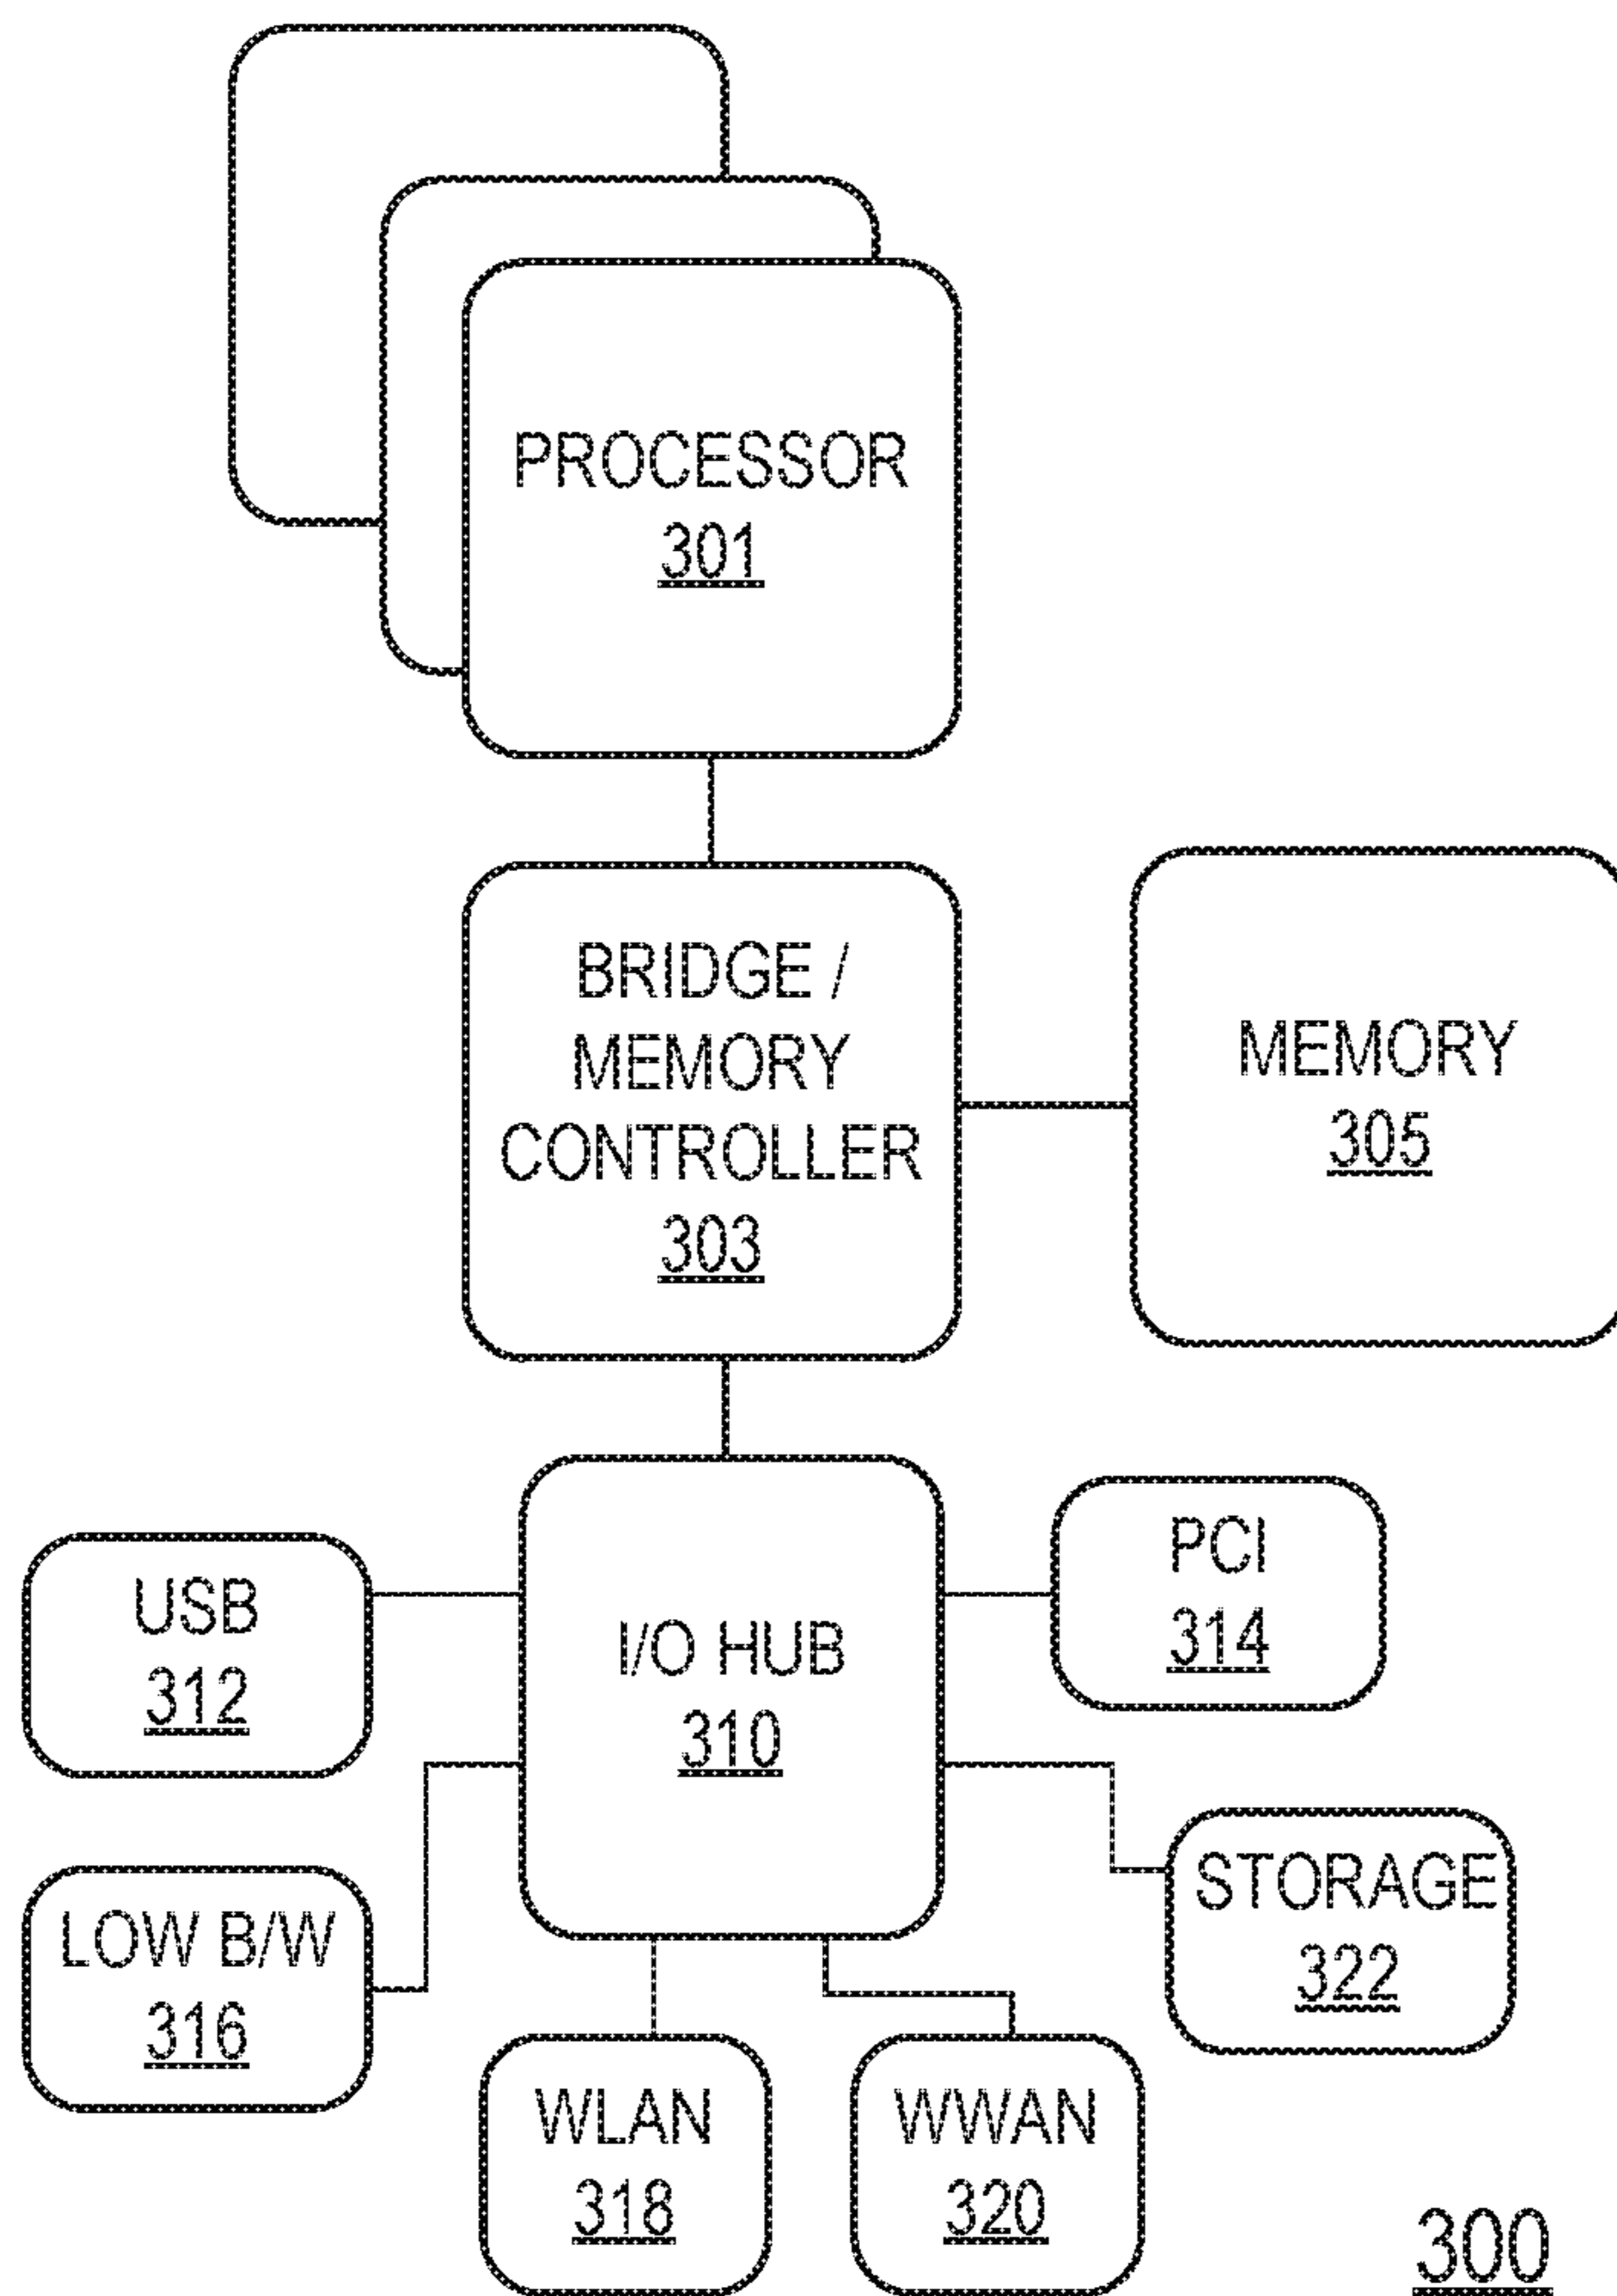 PROCESSOR
301
BRIDGE /
MEMORY
CONTROLLER
303
MEMORY
305
I/O HUB
310
USB
312
PCI
314
LOW B/W
316
STORAGE
322
WLAN
318
WWAN
320
300